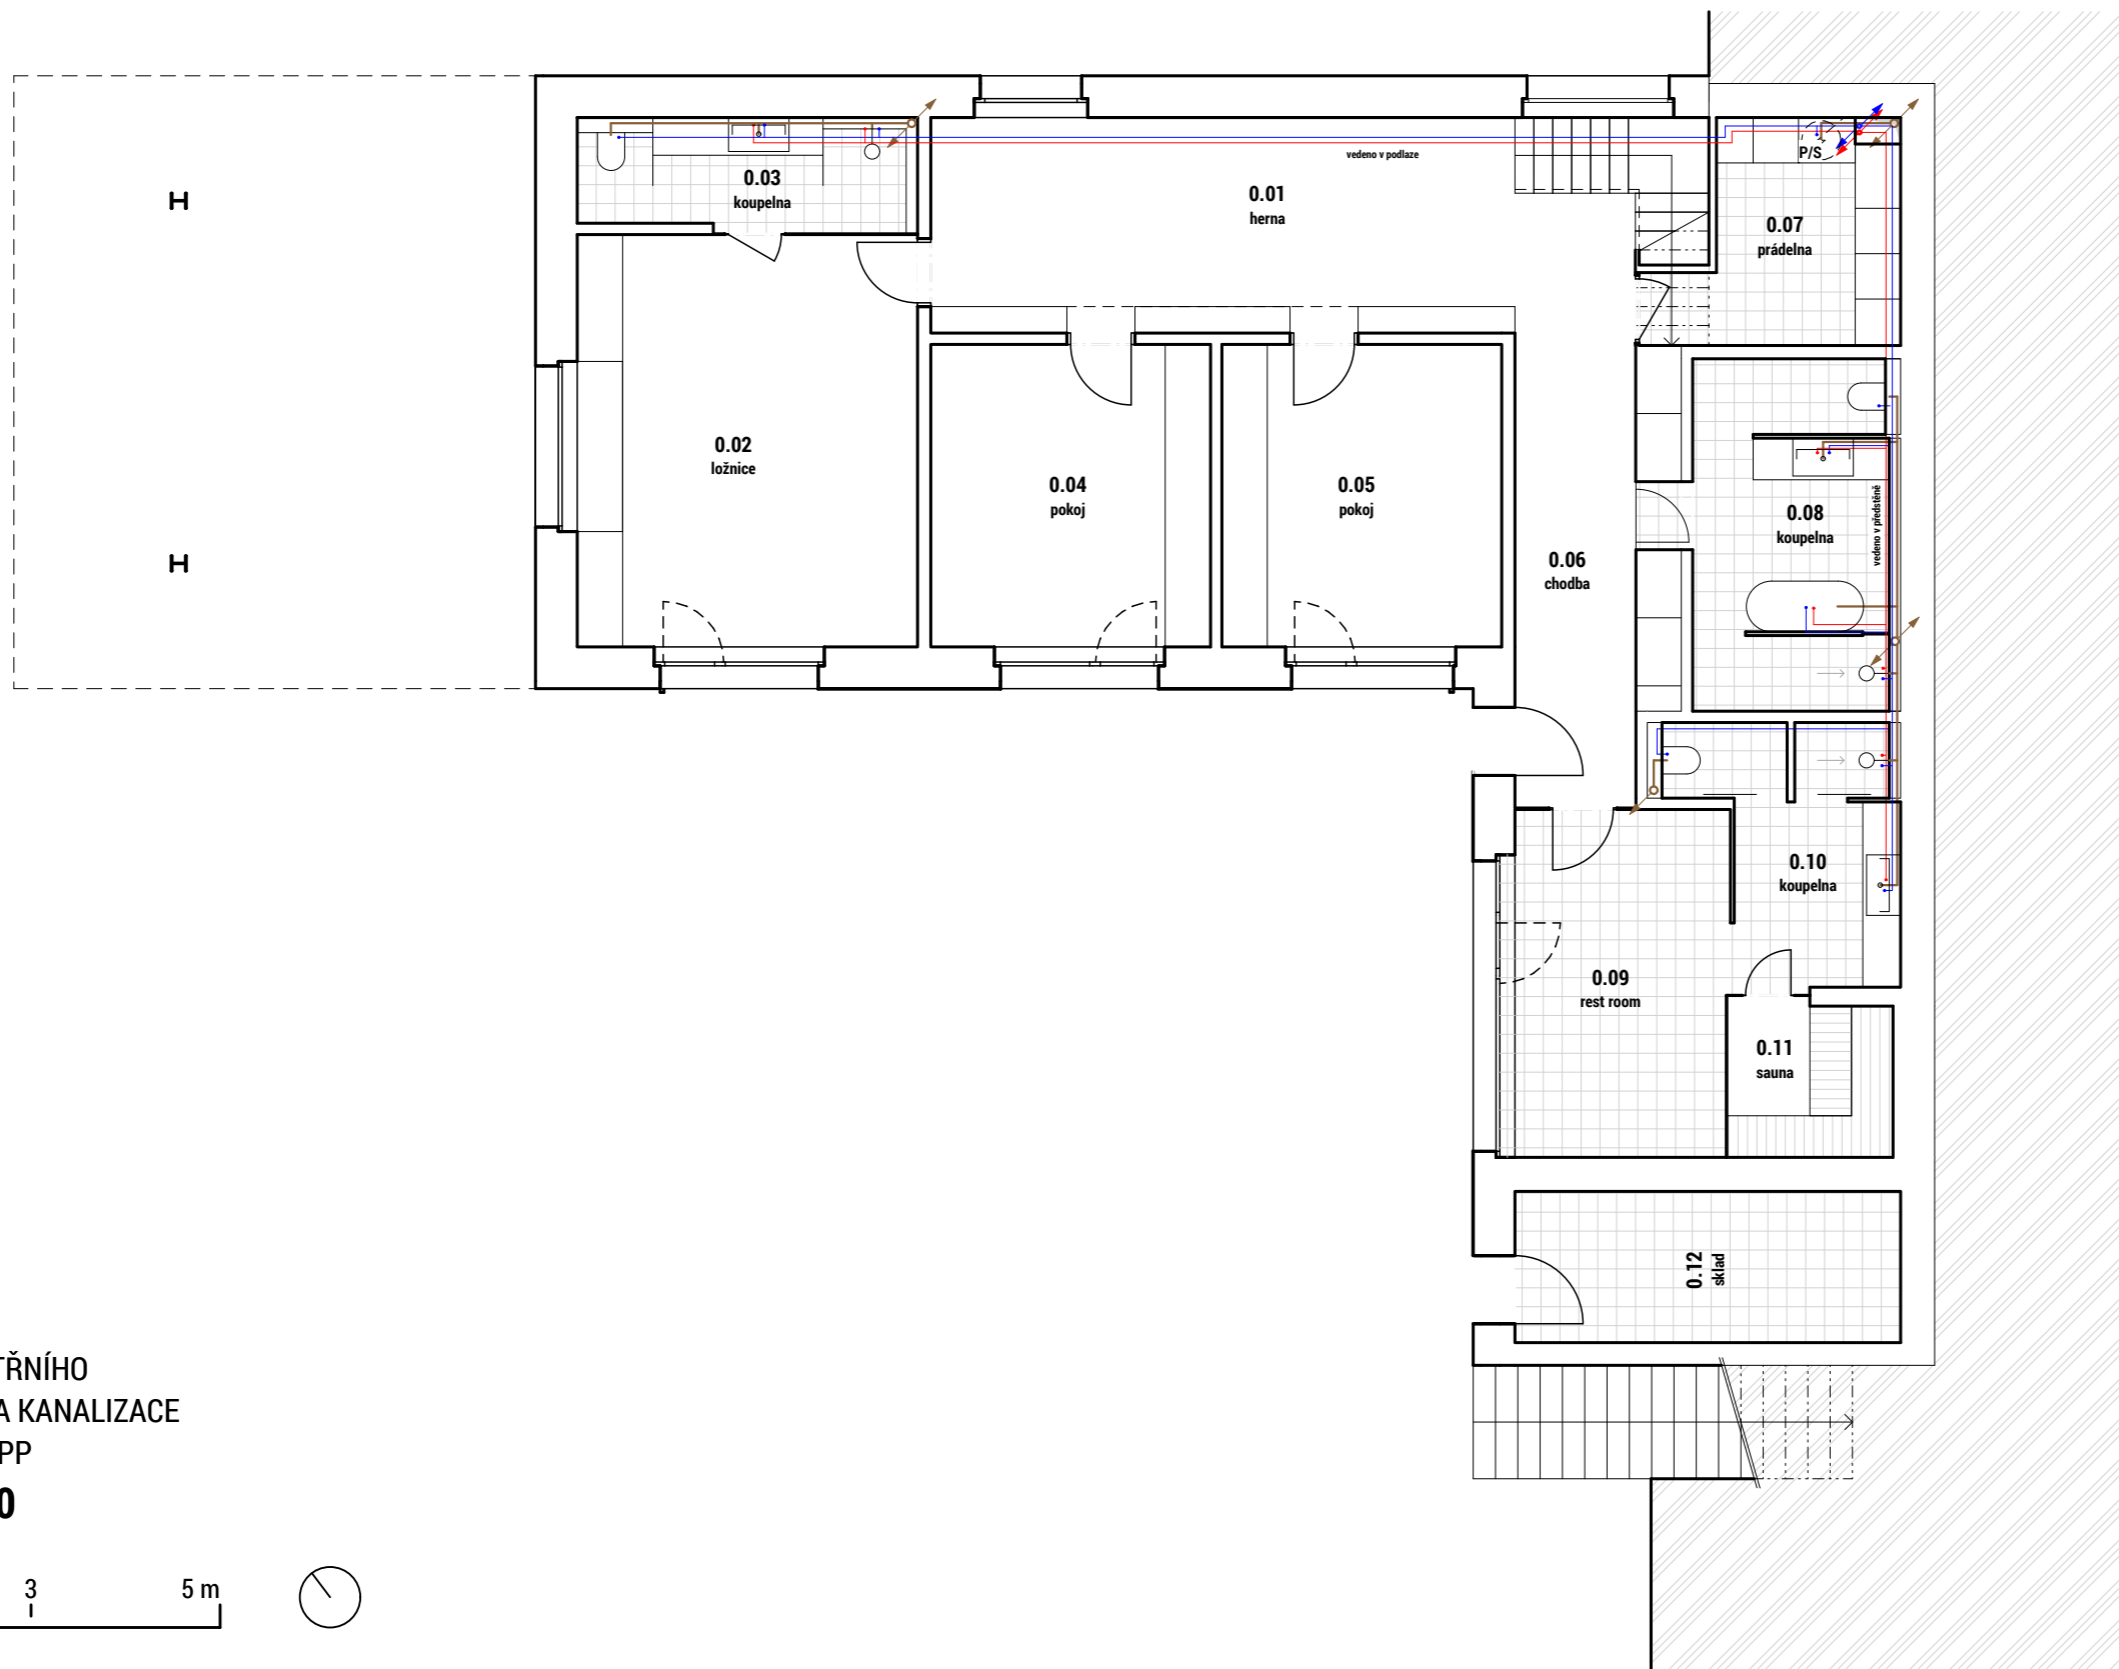 H
H
0.03
koupelna
0.01
herna
vedeno v podlaze
P/S
0.07
prádelna
0.02
ložnice
0.04
pokoj
0.05
pokoj
0.06
chodba
0.08
koupelna
vedeno v předstěně
0.10
koupelna
0.09
rest room
0.11
sauna
0.12
sklad
TŘNÍHO
A KANALIZACE
PP
0
3
5 m